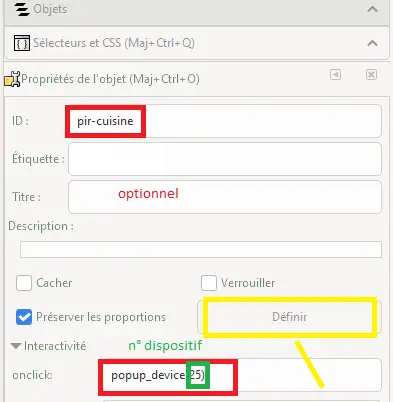 Objets
Sélecteurs et CSS (Maj+Ctrl+Q)
Propriétés de l'objet (Maj+Ctrl+O)
ID : pir-cuisine
Étiquette :
Titre : optionnel
Description :
Cacher Verrouiller
Préserver les proportions Définir
Interactivité n° dispositif
onclick: popup_device(25)